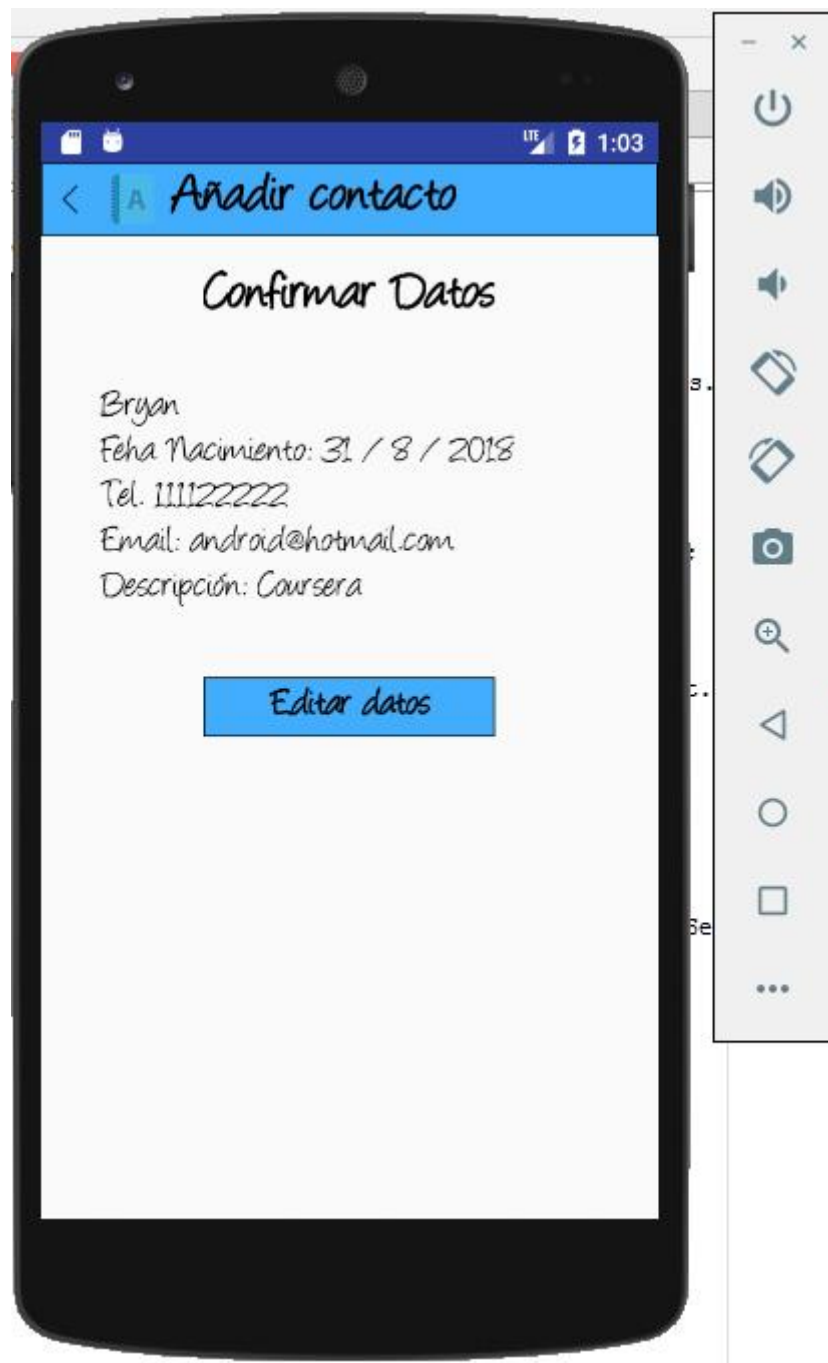 LTE 1:03
A Añadir contacto
Confirmar Datos
Bryan
Feha Nacimiento: 31 / 8 / 2018
Tel. 111122222
Email: android@hotmail.com
Descripción: Coursera
Editar datos